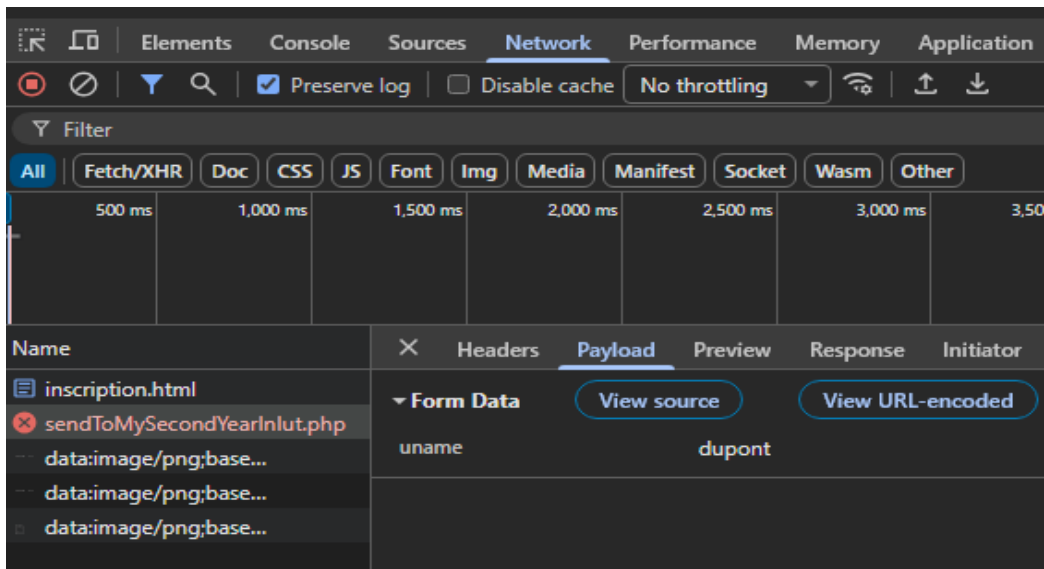 Elements Console Sources Network Performance Memory Application
Preserve log Disable cache No throttling
Filter
All Fetch/XHR Doc CSS JS Font Img Media Manifest Socket Wasm Other
500 ms 1,000 ms 1,500 ms 2,000 ms 2,500 ms 3,000 ms 3,50
Name
Headers Payload Preview Response Initiator
inscription.html
Form Data View source View URL-encoded
sendToMySecondYearInIut.php
uname dupont
data:image/png;base...
data:image/png;base...
data:image/png;base...